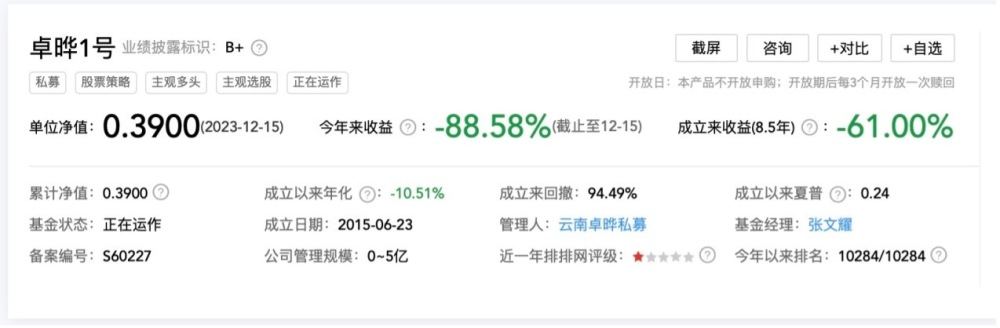 卓晔1号 业绩披露标识： B+ ? 截屏 咨询 +对比 +自选
私募 股票策略 主观多头 主观选股 正在运作 开放日：本产品不开放申购；开放期后每3个月开放一次赎回
单位净值：0.3900(2023-12-15) 今年来收益 ?：-88.58%(截止至12-15) 成立来收益(8.5年) ?：-61.00%
累计净值：0.3900 ? 成立以来年化 ?：-10.51% 成立来回撤：94.49% 成立以来夏普 ?：0.24
基金状态：正在运作 成立日期：2015-06-23 管理人：云南卓晔私募 基金经理：张文耀
备案编号：S60227 公司管理规模：0~5亿 近一年排排网评级：★★★★★ ? 今年以来排名：10284/10284 ?